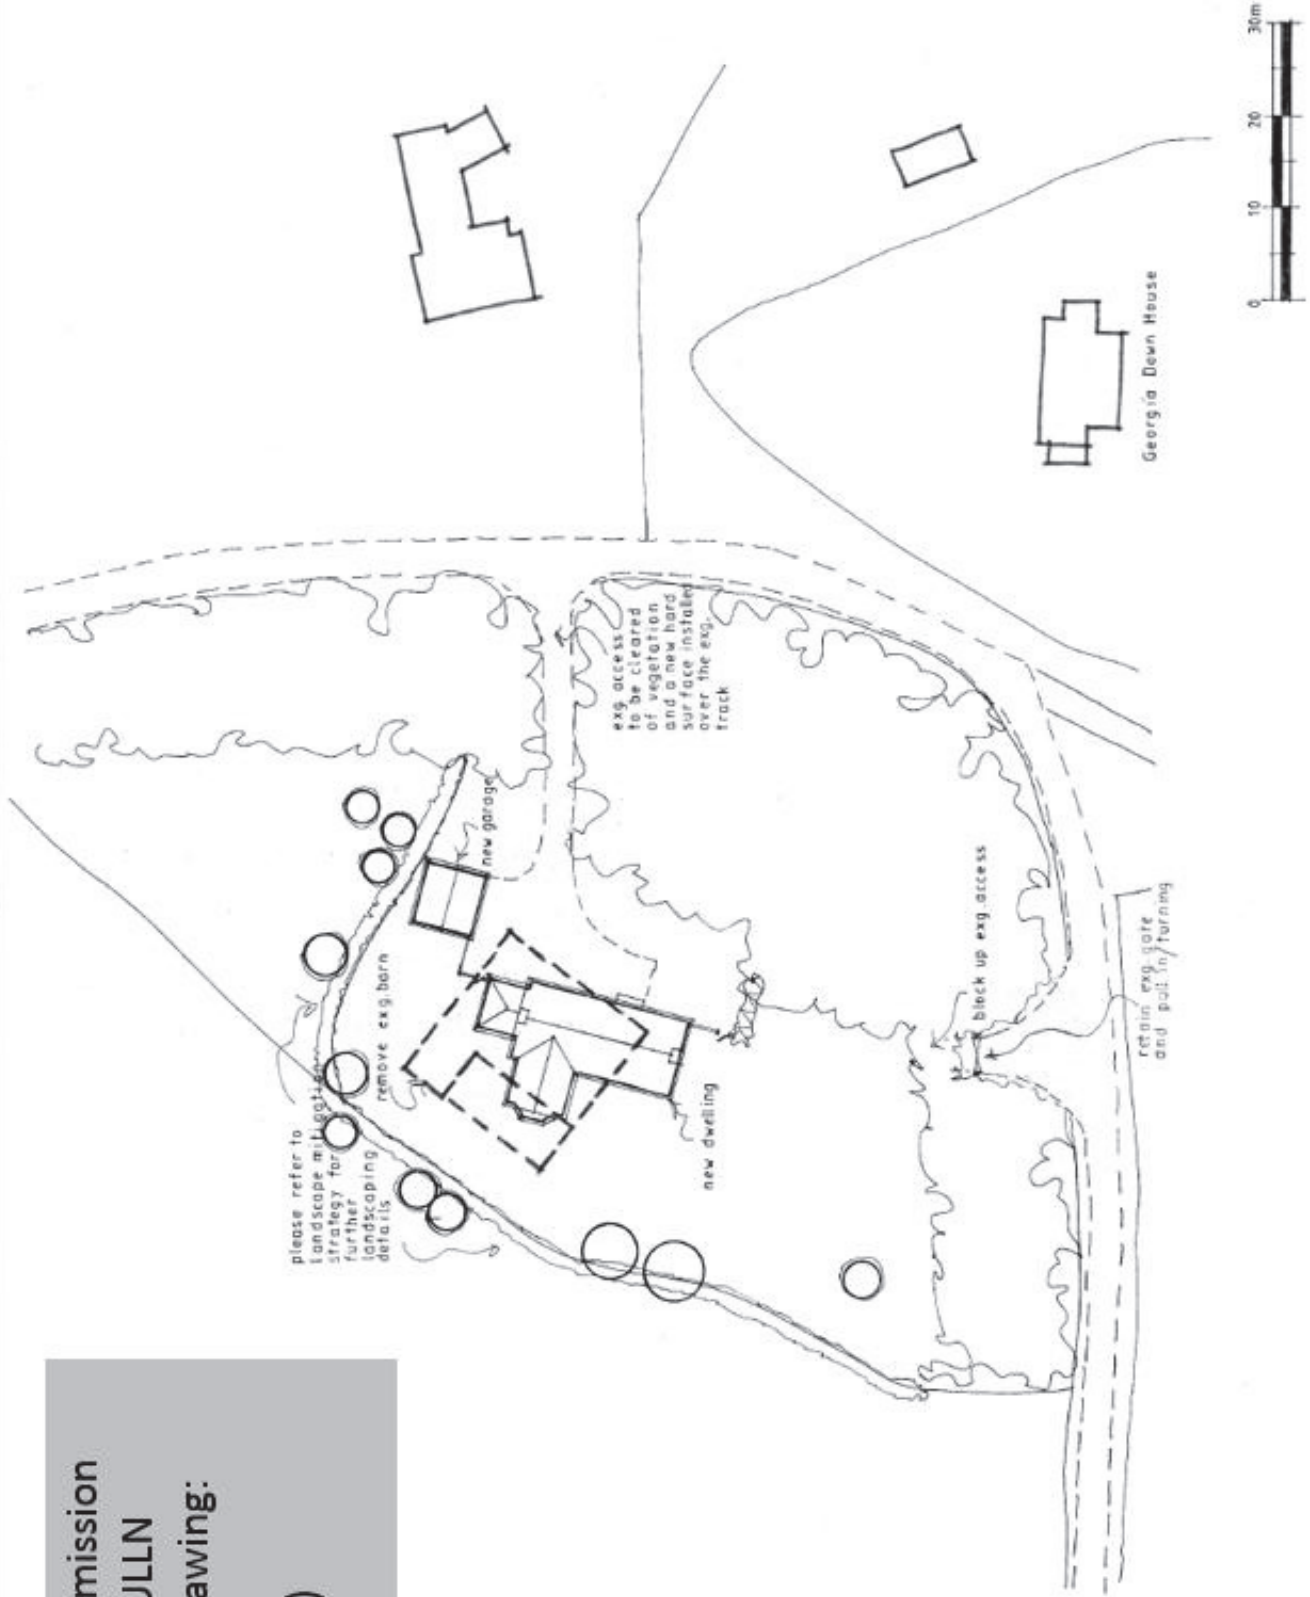 mission
ULLN
awing:
please refer to
landscape mitigation
strategy for
further
landscaping
details
remove exg.barn
new garage
new dwelling
exg access
to be cleared
of vegetation
and a new hard
surface installed
over the exg.
track
block up exg.access
retain exg.gate
and pull in/turning
Georgia Down House
0 10 20 30m